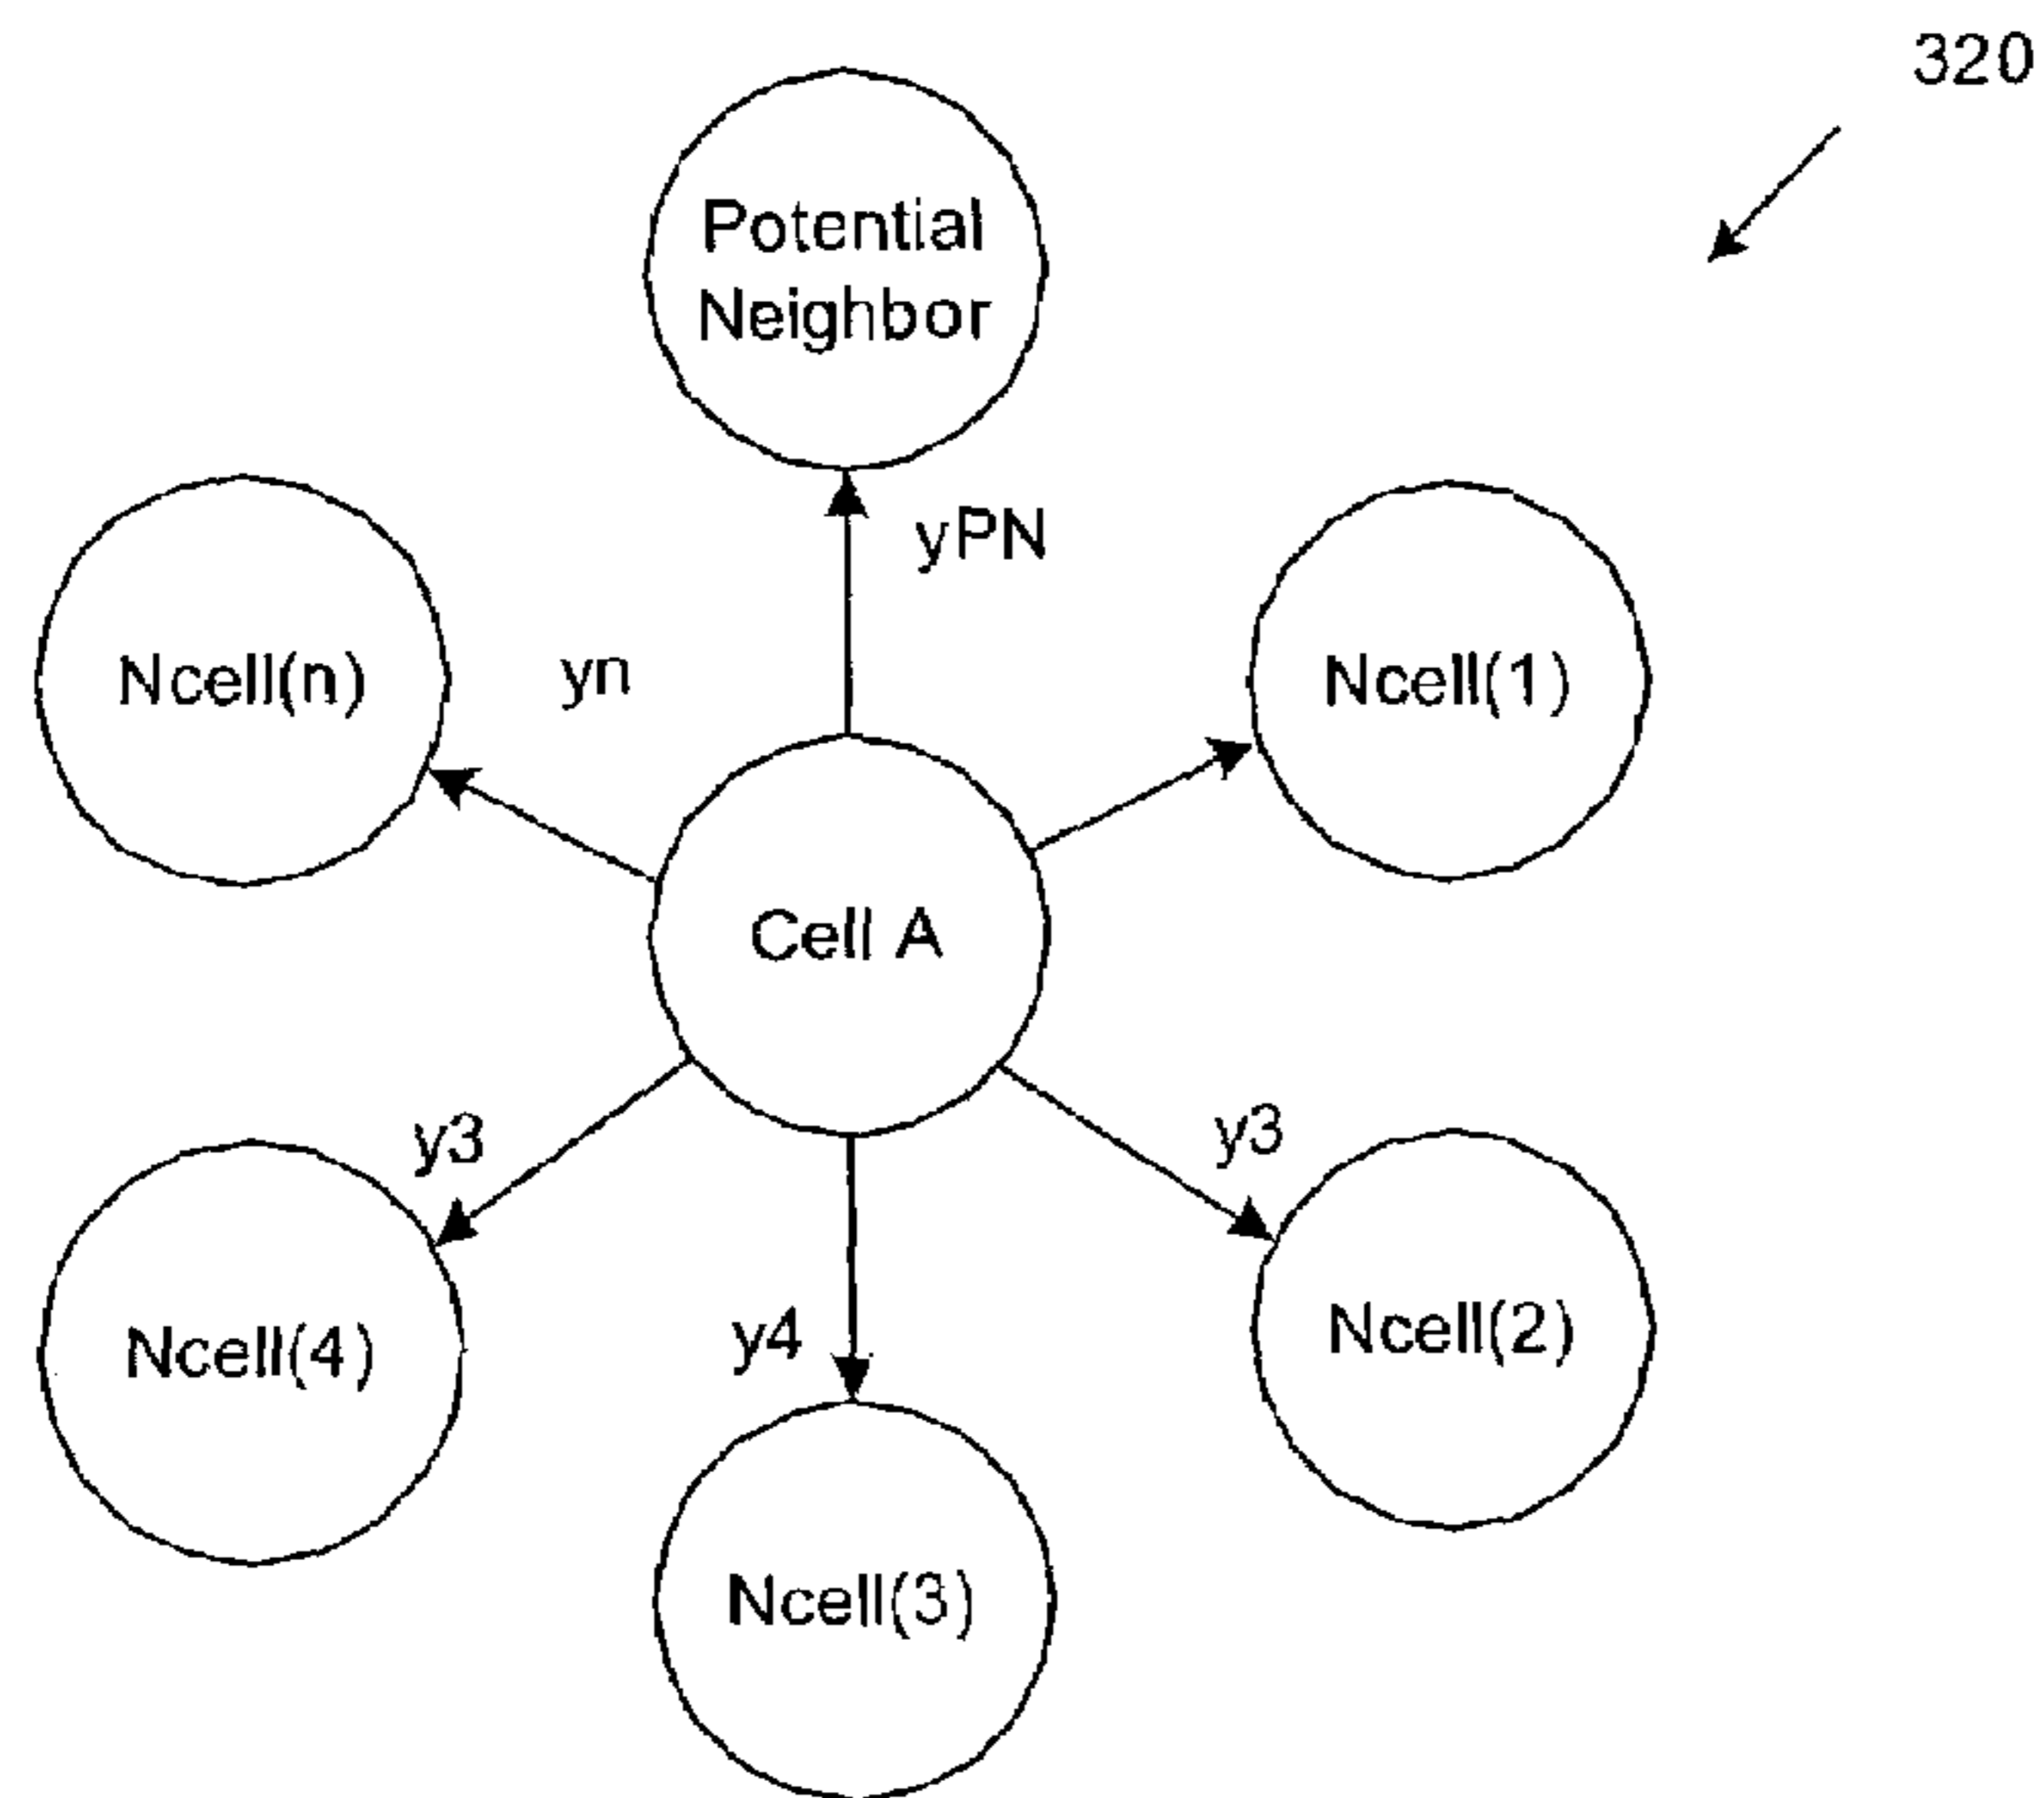 320
Potential
Neighbor
yPN
Ncell(n)
yn
Ncell(1)
Cell A
y3
y3
Ncell(4)
y4
Ncell(2)
Ncell(3)